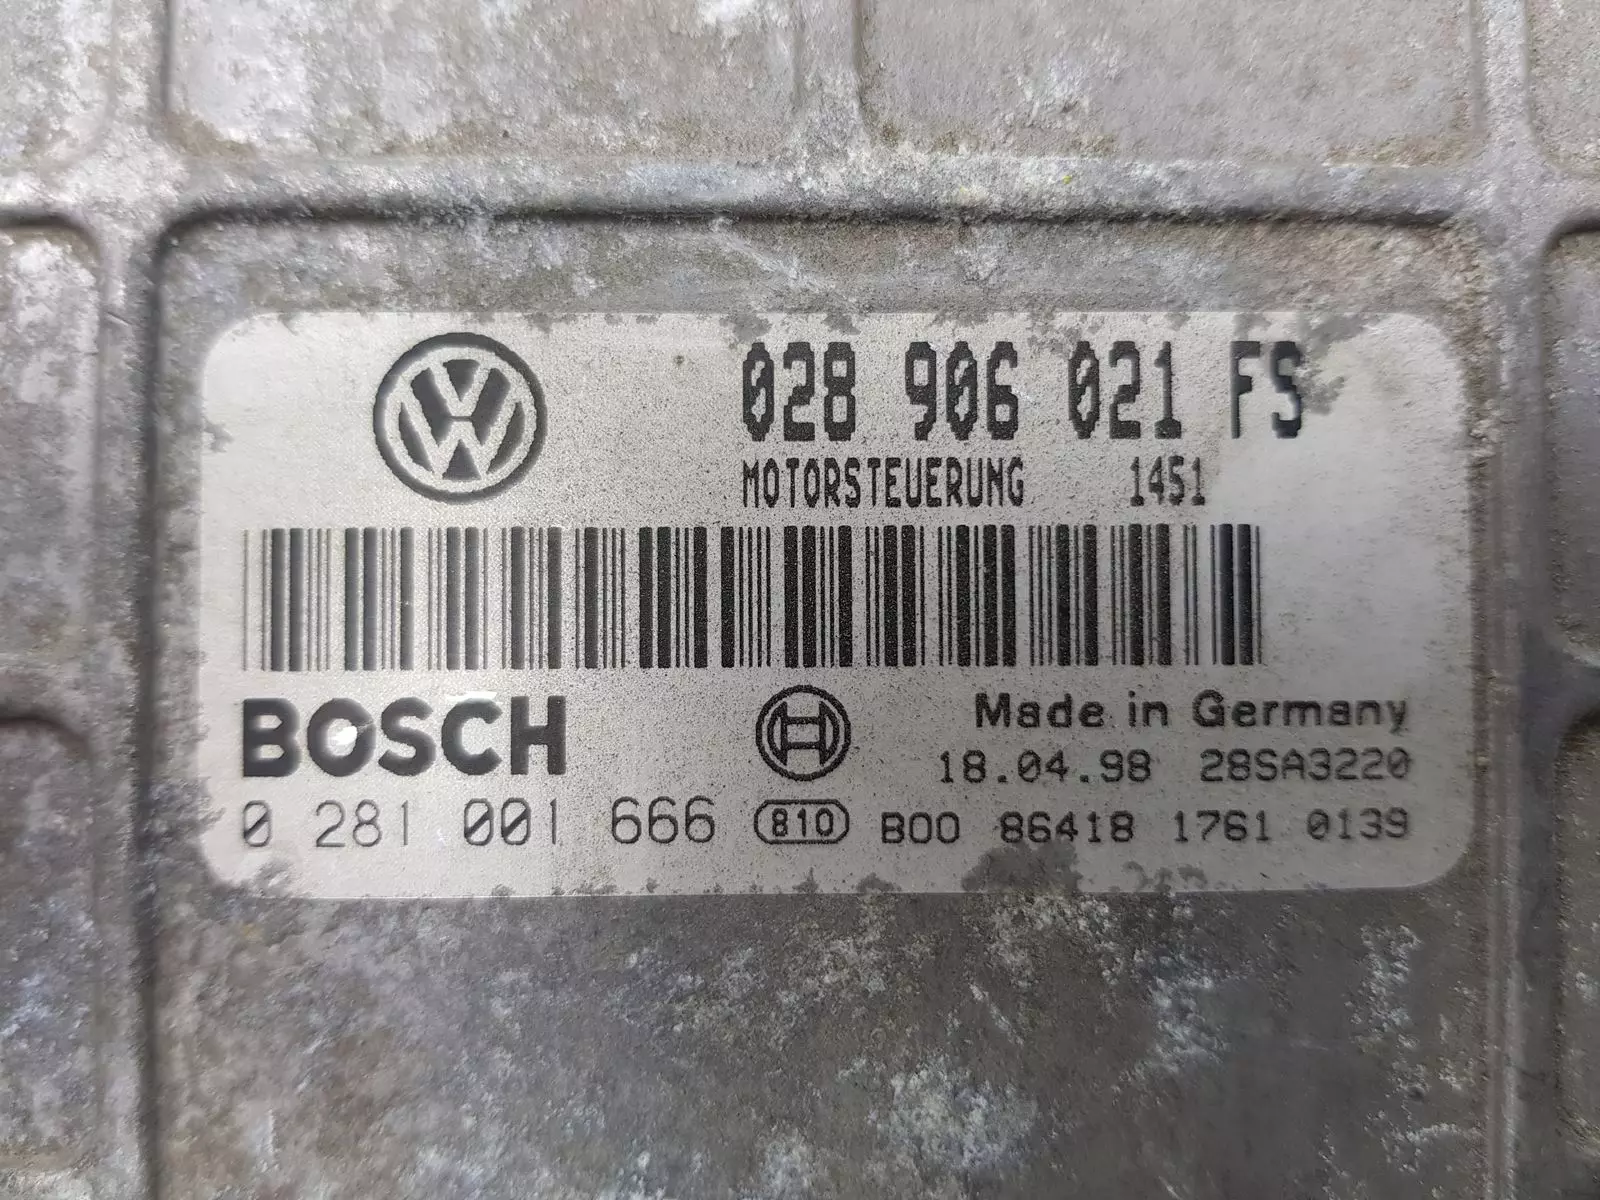 028 906 021 FS
MOTORSTEUERUNG 1451
BOSCH
Made in Germany
18.04.98 28SA3220
0 281 001 666 810 B00 86418 1761 0139